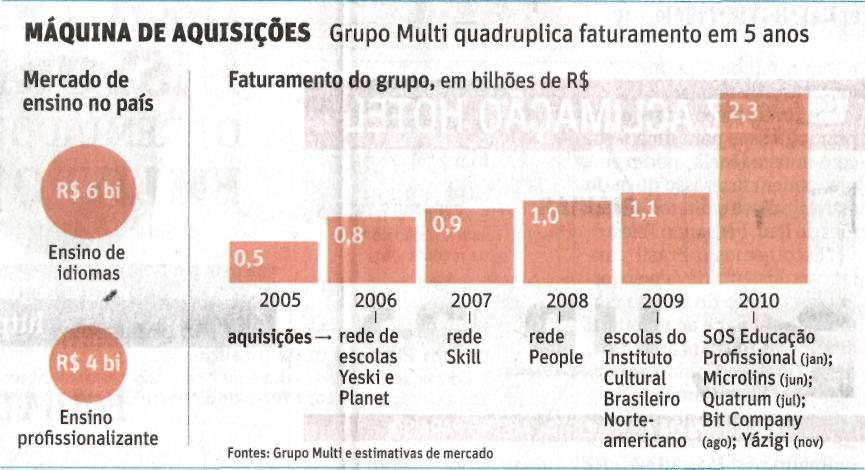 MÁQUINA DE AQUISIÇÕES Grupo Multi quadruplica faturamento em 5 anos
Mercado de
ensino no país
R$ 6 bi
Ensino de
idiomas
R$ 4 bi
Ensino
profissionalizante
Faturamento do grupo, em bilhões de R$
0,5
0,8
0,9
1,0
1,1
2,3
2005
2006
2007
2008
2009
2010
aquisições →
rede de
escolas
Yeski e
Planet
rede
Skill
rede
People
escolas do
Instituto
Cultural
Brasileiro
Norte-
americano
SOS Educação
Profissional (jan);
Microlins (jun);
Quatrum (jul);
Bit Company
(ago); Yázigi (nov)
Fontes: Grupo Multi e estimativas de mercado